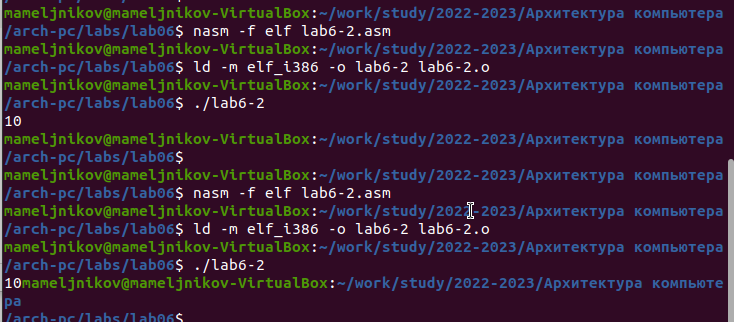 mameljnikov@mameljnikov-VirtualBox:~/work/study/2022-2023/Архитектура компьютера
/arch-pc/labs/lab06$ nasm -f elf lab6-2.asm
mameljnikov@mameljnikov-VirtualBox:~/work/study/2022-2023/Архитектура компьютера
/arch-pc/labs/lab06$ ld -m elf_i386 -o lab6-2 lab6-2.o
mameljnikov@mameljnikov-VirtualBox:~/work/study/2022-2023/Архитектура компьютера
/arch-pc/labs/lab06$ ./lab6-2
10
mameljnikov@mameljnikov-VirtualBox:~/work/study/2022-2023/Архитектура компьютера
/arch-pc/labs/lab06$
mameljnikov@mameljnikov-VirtualBox:~/work/study/2022-2023/Архитектура компьютера
/arch-pc/labs/lab06$ nasm -f elf lab6-2.asm
mameljnikov@mameljnikov-VirtualBox:~/work/study/2022-2023/Архитектура компьютера
/arch-pc/labs/lab06$ ld -m elf_i386 -o lab6-2 lab6-2.o
mameljnikov@mameljnikov-VirtualBox:~/work/study/2022-2023/Архитектура компьютера
/arch-pc/labs/lab06$ ./lab6-2
10mameljnikov@mameljnikov-VirtualBox:~/work/study/2022-2023/Архитектура компьюте
ра
/arch-pc/labs/lab06$